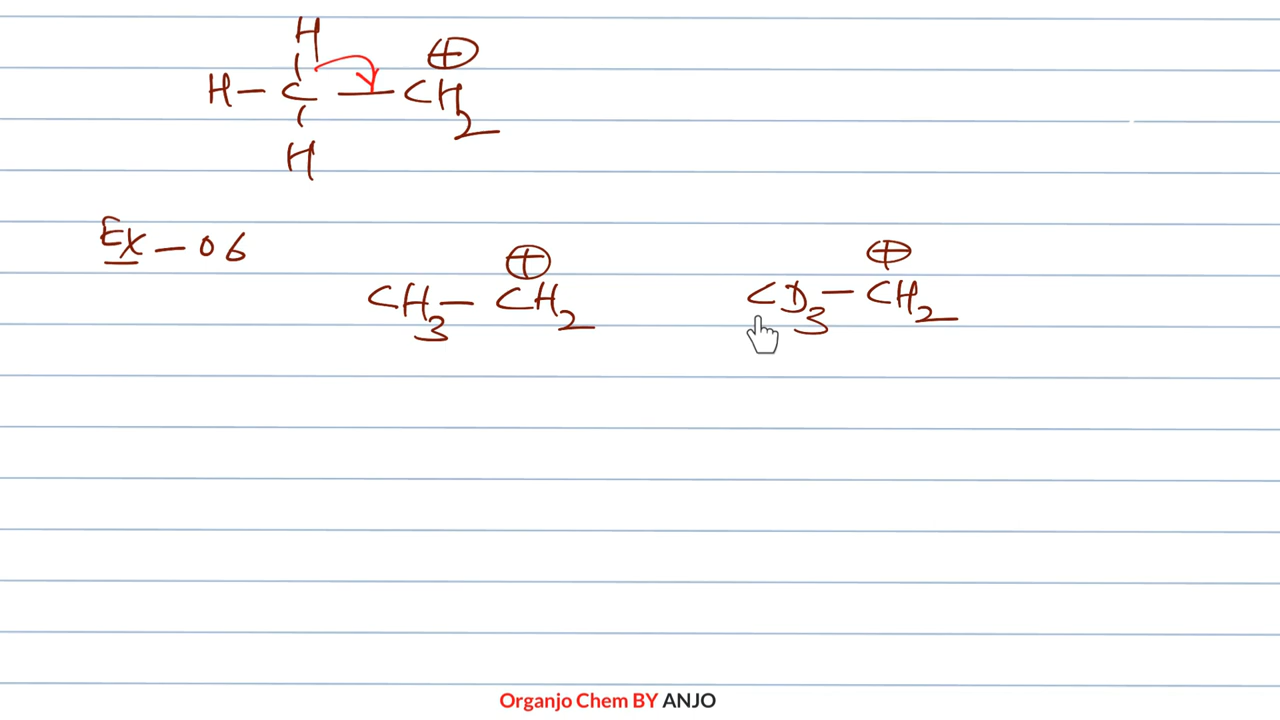 H
H – C – CH2 ⊕
H
Ex – 06
CH3 – CH2 ⊕ CD3 – CH2 ⊕
Organjo Chem BY ANJO